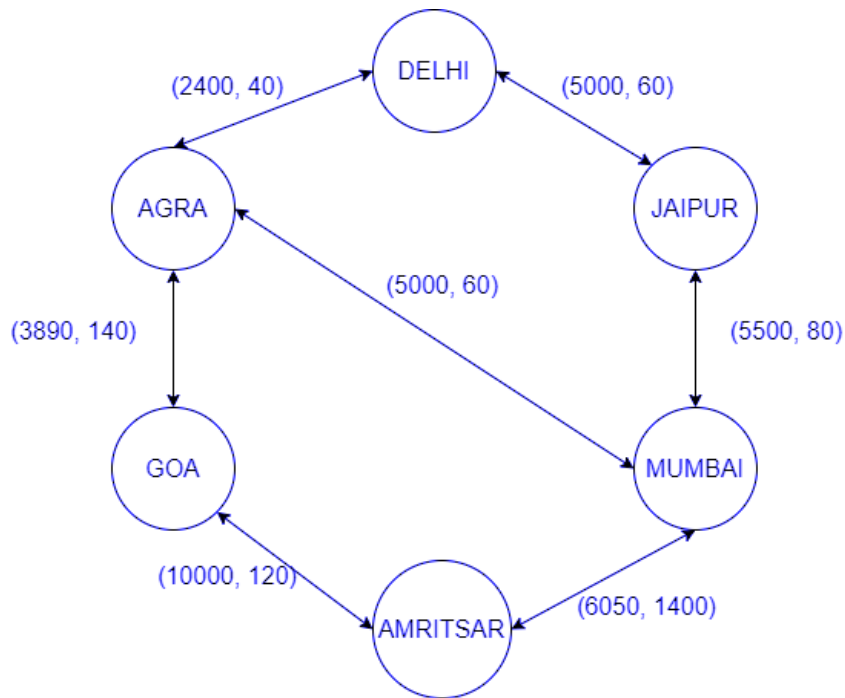 DELHI
(2400, 40)
(5000, 60)
AGRA
JAIPUR
(5000, 60)
(3890, 140)
(5500, 80)
GOA
MUMBAI
(10000, 120)
(6050, 1400)
AMRITSAR